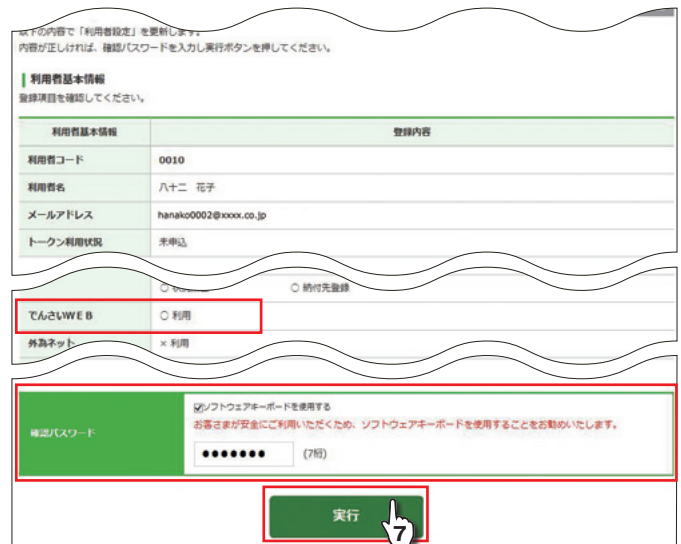 以下の内容で「利用者設定」を更新します。
内容が正しければ、確認パスワードを入力し実行ボタンを押してください。
利用者基本情報
登録項目を確認してください。
利用者基本情報 登録内容
利用者コード 0010
利用者名 八十二 花子
メールアドレス hanako0002@xxxx.co.jp
トークン利用状況 未申込
○ 納付先登録
でんさいWEB ○ 利用
外為ネット × 利用
☑ソフトウェアキーボードを使用する
お客さまが安全にご利用いただくため、ソフトウェアキーボードを使用することをお勧めいたします。
確認パスワード
●●●●●●● (7桁)
実行
7